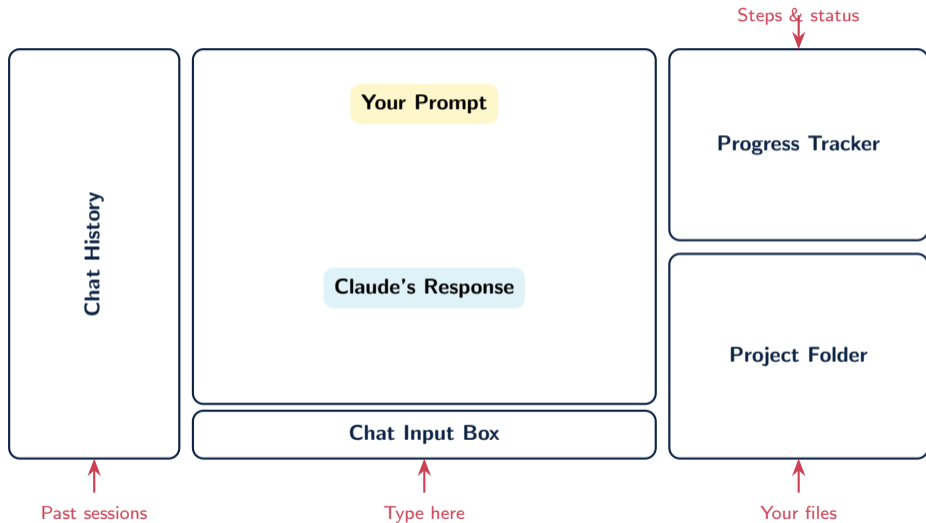 Steps & status
Your Prompt
Progress Tracker
Chat History
Claude's Response
Project Folder
Chat Input Box
Past sessions
Type here
Your files